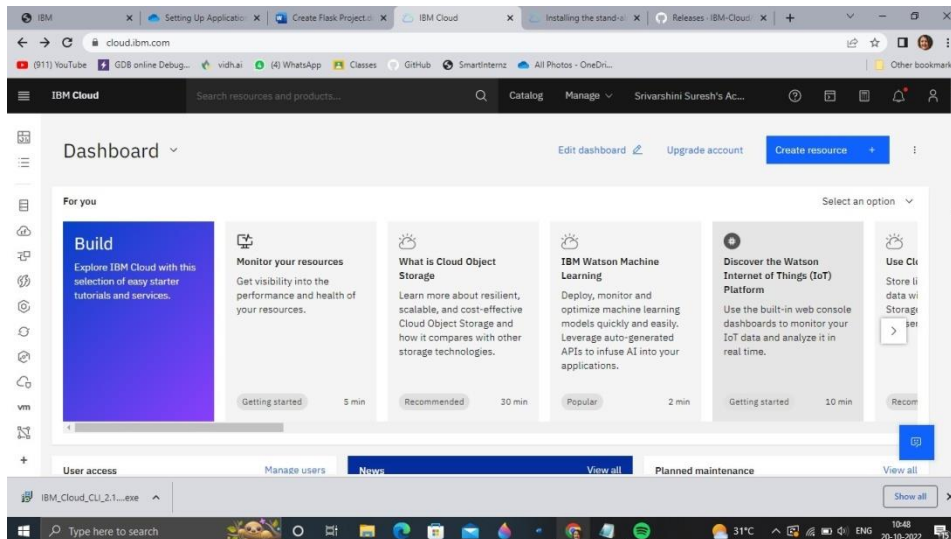 IBM
Setting Up Applicatio
Create Flask Project.d
IBM Cloud
Installing the stand-al
Releases · IBM-Cloud/
cloud.ibm.com
(911) YouTube
GDB online Debug...
vidh.ai
(4) WhatsApp
Classes
GitHub
SmartInternz
All Photos - OneDri...
Other bookmark
IBM Cloud
Search resources and products...
Catalog
Manage
Srivarshini Suresh's Ac...
Dashboard
Edit dashboard
Upgrade account
Create resource +
For you
Select an option
Build
Explore IBM Cloud with this
selection of easy starter
tutorials and services.
Monitor your resources
Get visibility into the
performance and health of
your resources.
Getting started
5 min
What is Cloud Object
Storage
Learn more about resilient,
scalable, and cost-effective
Cloud Object Storage and
how it compares with other
storage technologies.
Recommended
30 min
IBM Watson Machine
Learning
Deploy, monitor and
optimize machine learning
models quickly and easily.
Leverage auto-generated
APIs to infuse AI into your
applications.
Popular
2 min
Discover the Watson
Internet of Things (IoT)
Platform
Use the built-in web console
dashboards to monitor your
IoT data and analyze it in
real time.
Getting started
10 min
Use Clo
Store li
data wi
Storage
ser
Recom
vm
User access
Manage users
News
View all
Planned maintenance
View all
IBM_Cloud_CLI_2.1....exe
Show all
Type here to search
31°C
ENG
10:48
20-10-2022